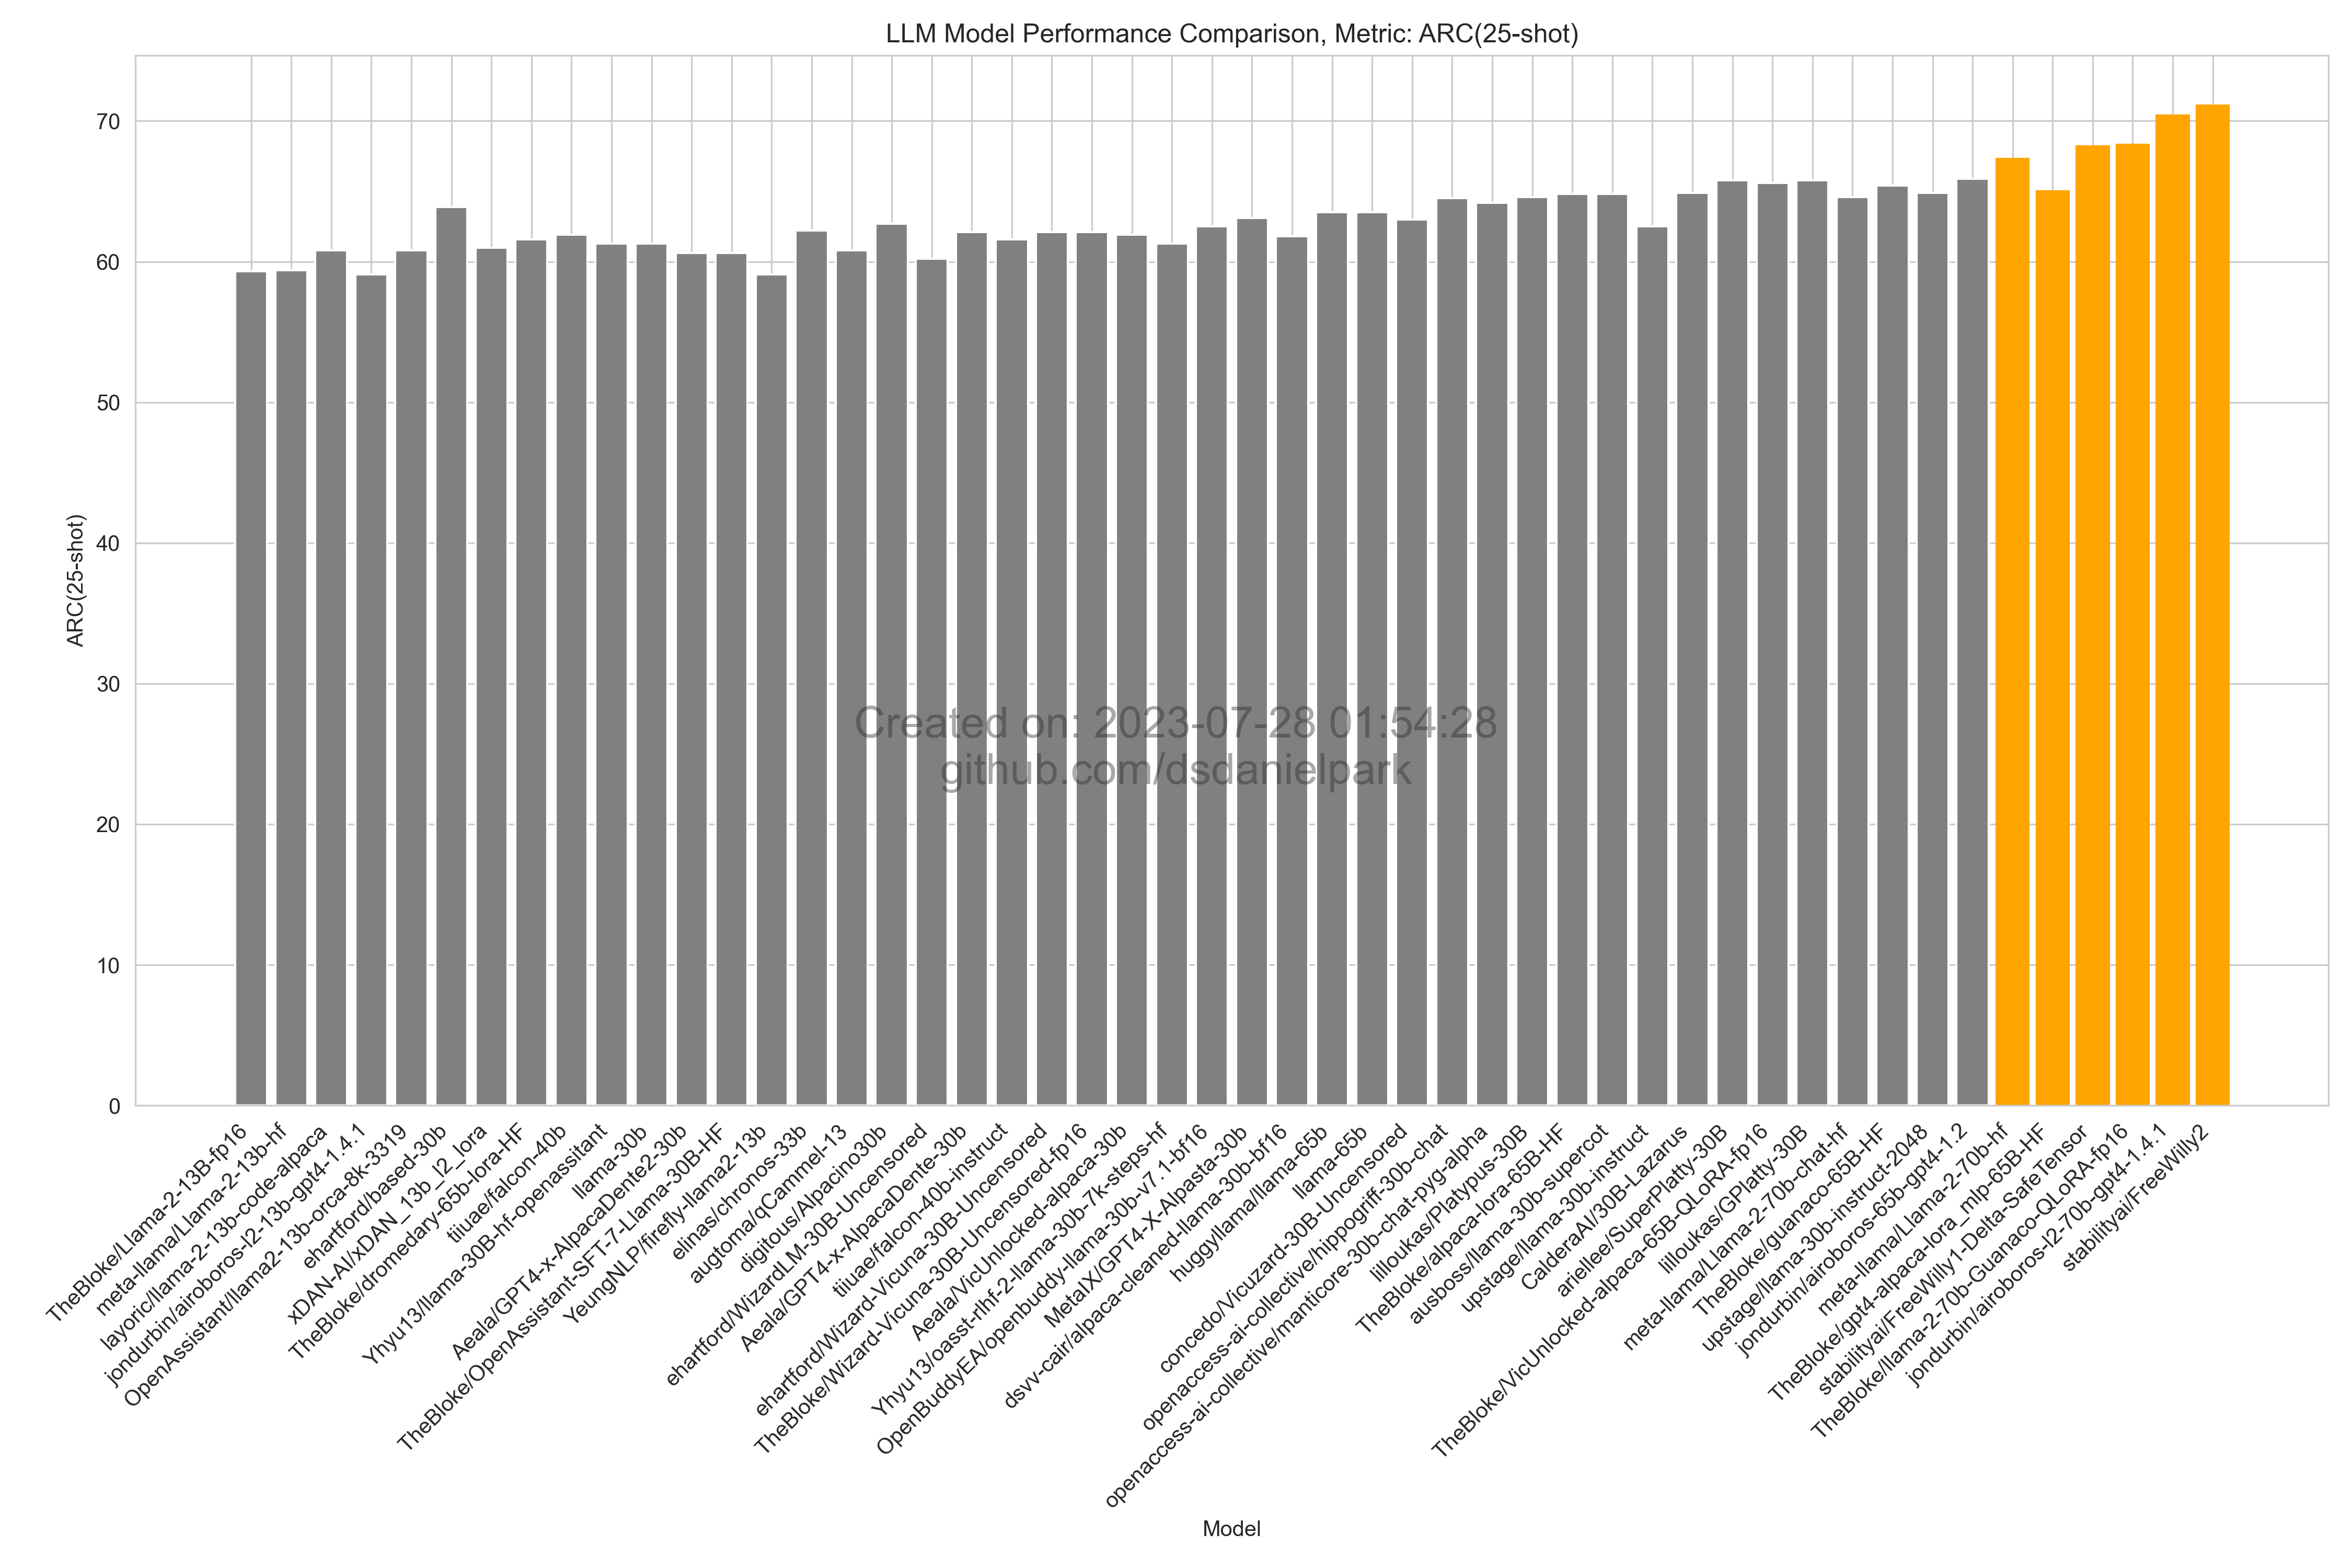 LLM Model Performance Comparison, Metric: ARC(25-shot)
ARC(25-shot)
70
60
50
40
30
20
10
0
Created on: 2023-07-28 01:54:28
github.com/dsdanielpark
TheBloke/Llama-2-13B-fp16
meta-llama/Llama-2-13b-hf
layoric/llama-2-13b-code-alpaca
jondurbin/airoboros-l2-13b-gpt4-1.4.1
OpenAssistant/llama2-13b-orca-8k-3319
ehartford/based-30b
xDAN-AI/xDAN_13b_l2_lora
TheBloke/dromedary-65b-lora-HF
tiiuae/falcon-40b
Yhyu13/llama-30B-hf-openassitant
llama-30b
Aeala/GPT4-x-AlpacaDente2-30b
TheBloke/OpenAssistant-SFT-7-Llama-30B-HF
YeungNLP/firefly-llama2-13b
elinas/chronos-33b
augtoma/qCammel-13
digitous/Alpacino30b
ehartford/WizardLM-30B-Uncensored
Aeala/GPT4-x-AlpacaDente-30b
tiiuae/falcon-40b-instruct
ehartford/Wizard-Vicuna-30B-Uncensored
TheBloke/Wizard-Vicuna-30B-Uncensored-fp16
Aeala/VicUnlocked-alpaca-30b
Yhyu13/oasst-rlhf-2-llama-30b-7k-steps-hf
OpenBuddyEA/openbuddy-llama-30b-v7.1-bf16
MetaIX/GPT4-X-Alpasta-30b
dsvv-cair/alpaca-cleaned-llama-30b-bf16
huggyllama/llama-65b
llama-65b
concedo/Vicuzard-30B-Uncensored
openaccess-ai-collective/hippogriff-30b-chat
openaccess-ai-collective/manticore-30b-chat-pyg-alpha
lilloukas/Platypus-30B
TheBloke/alpaca-lora-65B-HF
ausboss/llama-30b-supercot
upstage/llama-30b-instruct
CalderaAI/30B-Lazarus
ariellee/SuperPlatty-30B
TheBloke/VicUnlocked-alpaca-65B-QLoRA-fp16
lilloukas/GPlatty-30B
meta-llama/Llama-2-70b-chat-hf
TheBloke/guanaco-65B-HF
upstage/llama-30b-instruct-2048
jondurbin/airoboros-65b-gpt4-1.2
meta-llama/Llama-2-70b-hf
TheBloke/gpt4-alpaca-lora_mlp-65B-HF
stabilityai/FreeWilly1-Delta-SafeTensor
TheBloke/llama-2-70b-Guanaco-QLoRA-fp16
jondurbin/airoboros-l2-70b-gpt4-1.4.1
stabilityai/FreeWilly2
Model